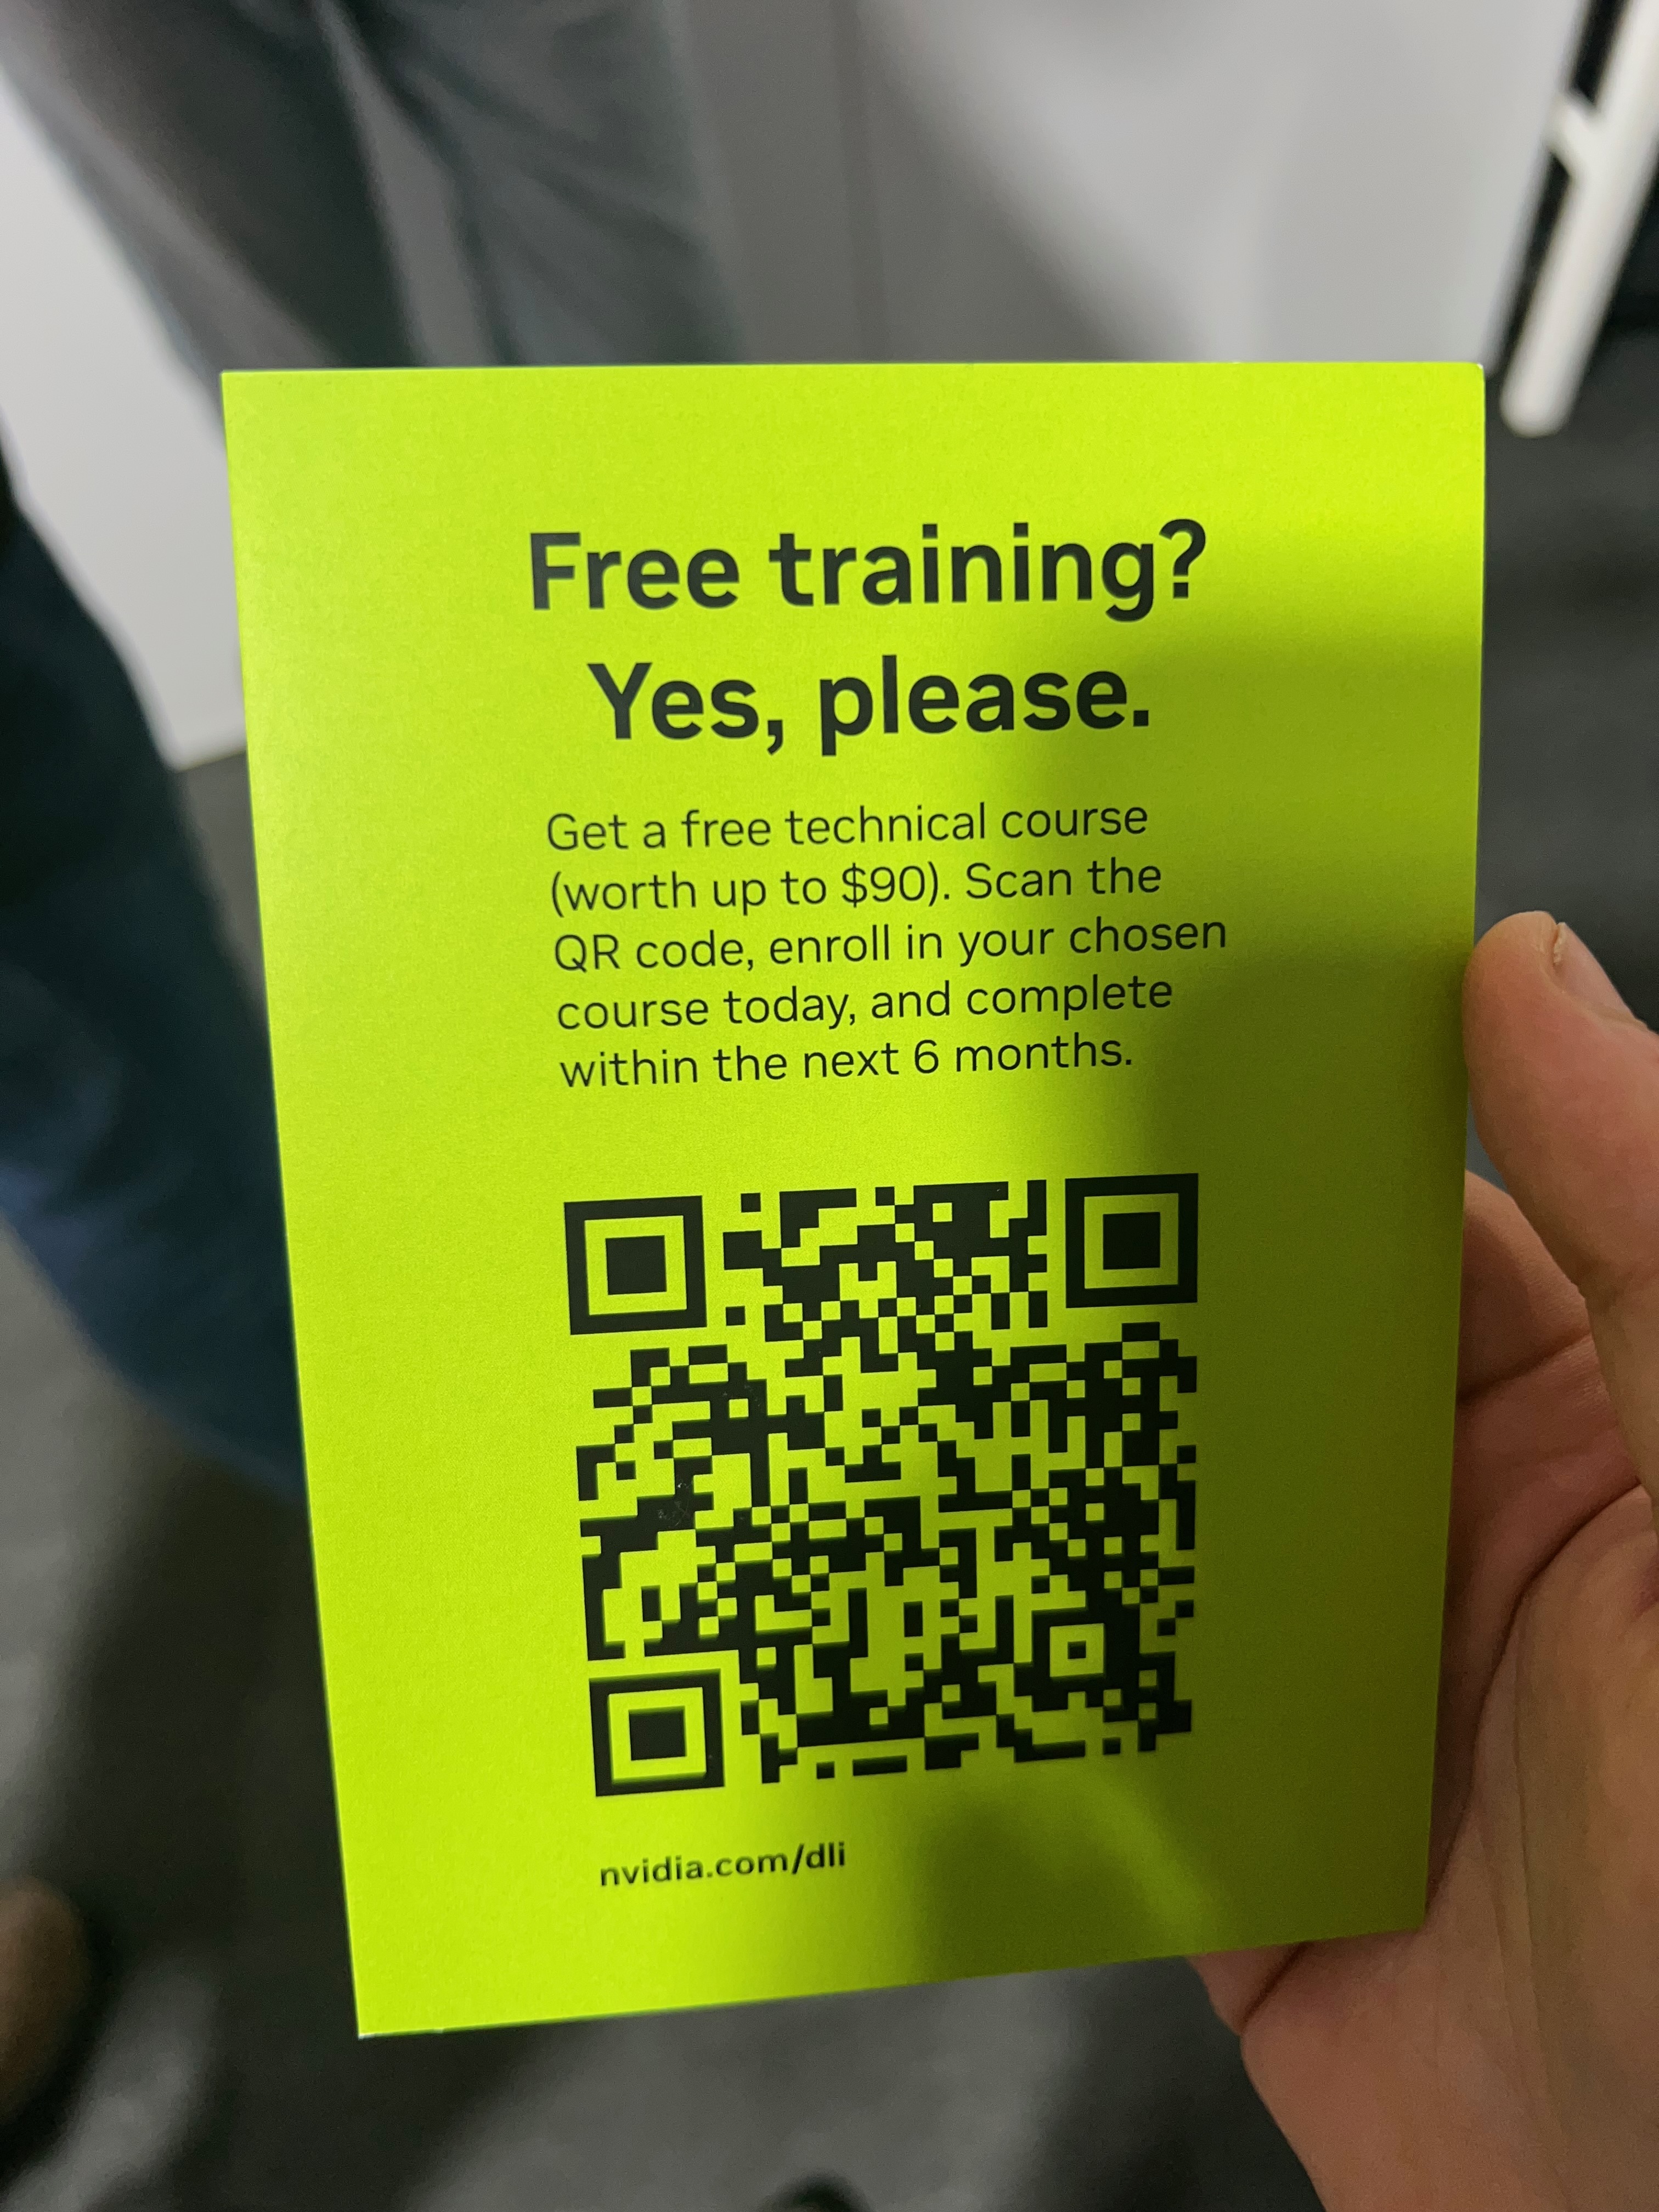 Free training?
Yes, please.
Get a free technical course
(worth up to $90). Scan the
QR code, enroll in your chosen
course today, and complete
within the next 6 months.
nvidia.com/dli